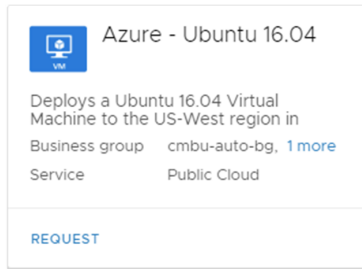 Azure - Ubuntu 16.04
VM
Deploys a Ubuntu 16.04 Virtual
Machine to the US-West region in
Business group cmbu-auto-bg, 1 more
Service Public Cloud
REQUEST